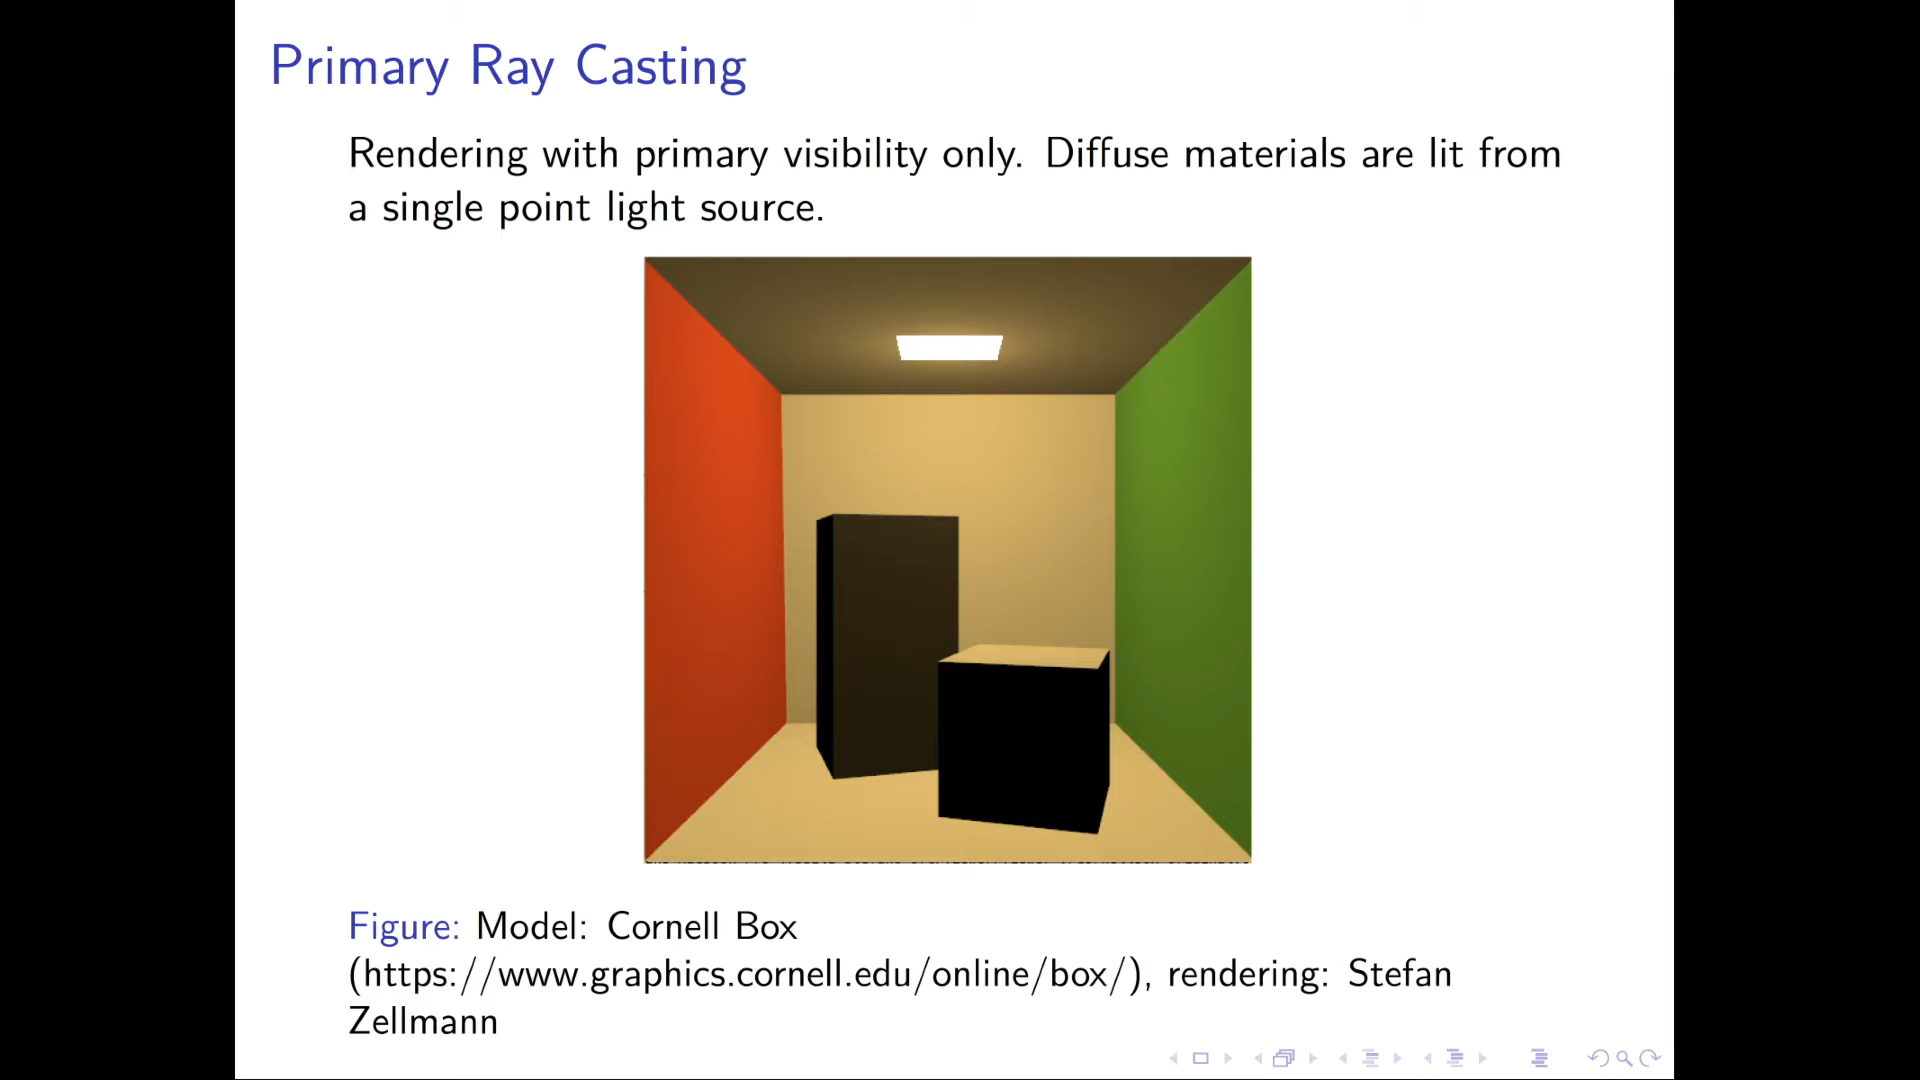 Primary Ray Casting
Rendering with primary visibility only. Diffuse materials are lit from
a single point light source.
Figure: Model: Cornell Box
(https://www.graphics.cornell.edu/online/box/), rendering: Stefan
Zellmann